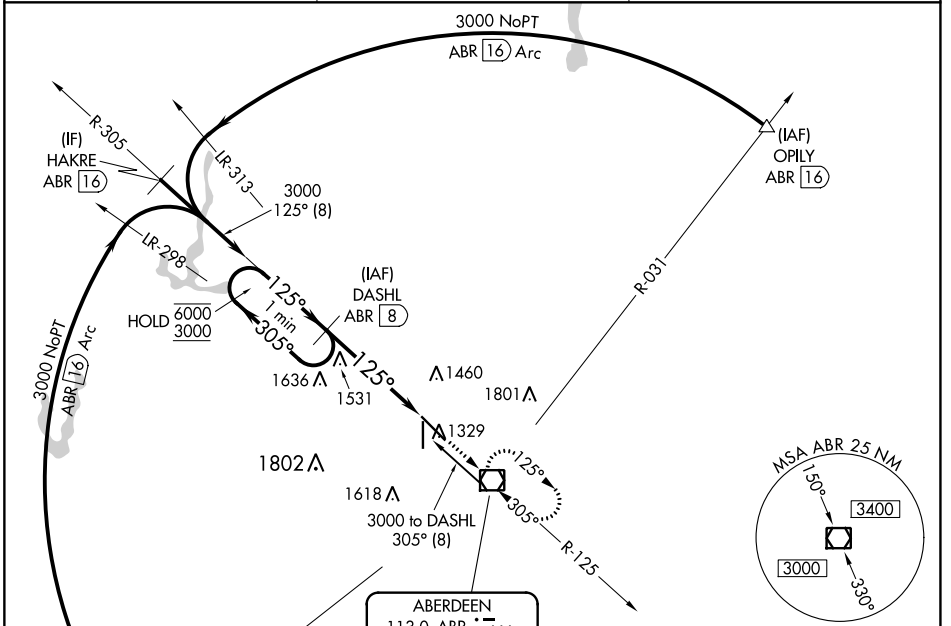 3000 NoPT
ABR 16 Arc
R-305
(IF)
HAKRE
ABR 16
LR-313
(IAF)
OPILY
ABR 16
3000
125° (8)
LR-298
R-031
(IAF)
DASHL
ABR 8
HOLD 6000
3000
125°
1 min
305°
3000 NoPT
ABR 16 Arc
125°
1636
1531
1460
1801
1329
1802
1618
125°
305°
3000 to DASHL
305° (8)
R-125
MSA ABR 25 NM
150°
3400
3000
330°
ABERDEEN